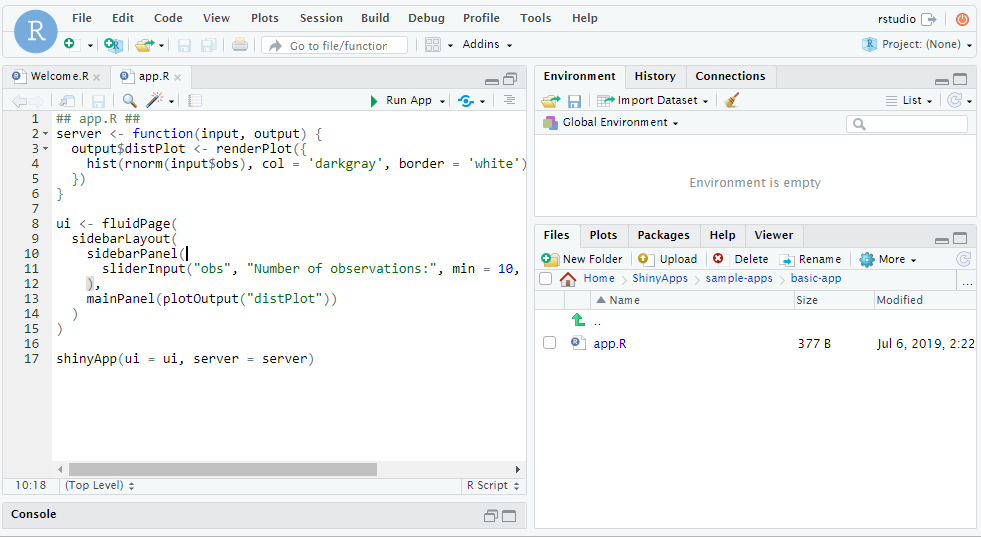 File Edit Code View Plots Session Build Debug Profile Tools Help
rstudio
R
Go to file/function
Addins
Project: (None)
Welcome.R
app.R
Run App
1 ## app.R ##
2 server <- function(input, output) {
3 output$distPlot <- renderPlot({
4 hist(rnorm(input$obs), col = 'darkgray', border = 'white')
5 })
6 }
7
8 ui <- fluidPage(
9 sidebarLayout(
10 sidebarPanel(
11 sliderInput("obs", "Number of observations:", min = 10,
12 ),
13 mainPanel(plotOutput("distPlot"))
14 )
15 )
16
17 shinyApp(ui = ui, server = server)
10:18 (Top Level) R Script
Console
Environment History Connections
Import Dataset List
Global Environment
Environment is empty
Files Plots Packages Help Viewer
New Folder Upload Delete Rename More
Home ShinyApps sample-apps basic-app ...
Name Size Modified
..
app.R 377 B Jul 6, 2019, 2:22